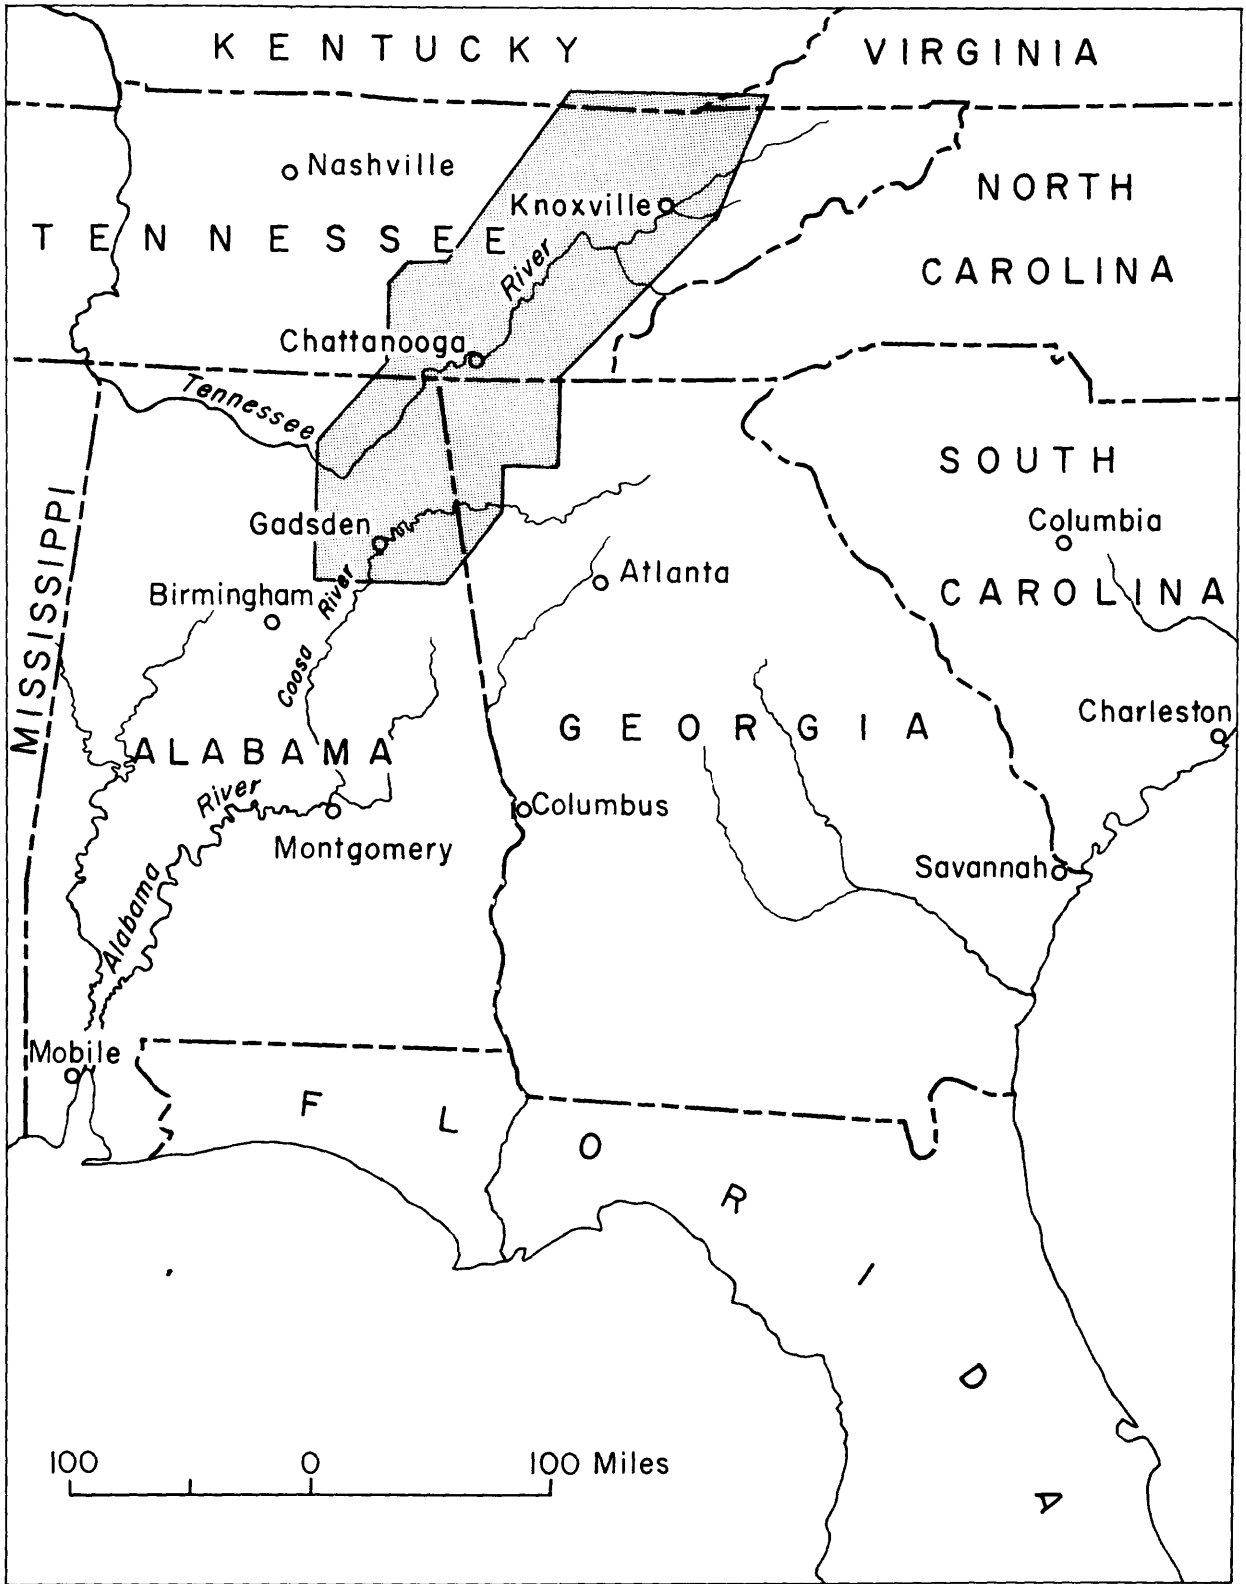 KENTUCKY
VIRGINIA
Nashville
NORTH
Knoxville
TENNESSEE
River
CAROLINA
Chattanooga
Tennessee
SOUTH
MISSISSIPPI
Gadsden
Columbia
Atlanta
Birmingham
River
CAROLINA
Coosa
Charleston
GEORGIA
ALABAMA
River
Columbus
Montgomery
Savannah
Alabama
Mobile
FLORIDA
100 0 100 Miles